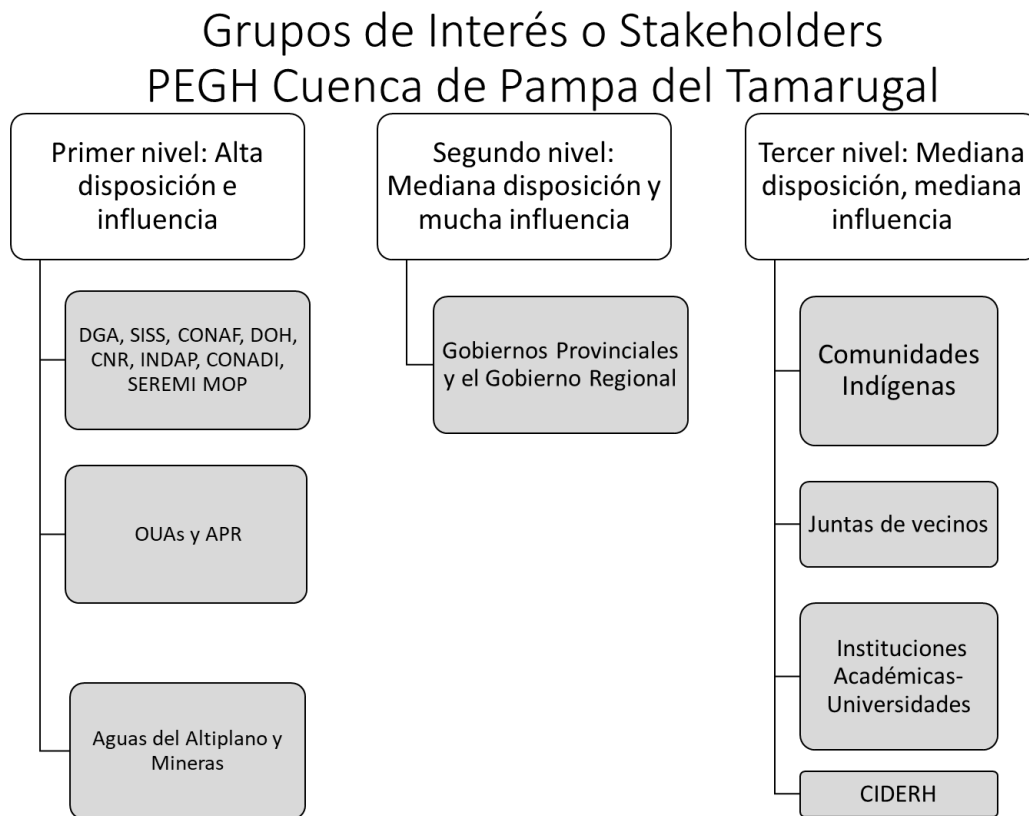 Grupos de Interés o Stakeholders
PEGH Cuenca de Pampa del Tamarugal
Primer nivel: Alta
disposición e
influencia
DGA, SISS, CONAF, DOH,
CNR, INDAP, CONADI,
SEREMI MOP
OUAs y APR
Aguas del Altiplano y
Mineras
Segundo nivel:
Mediana disposición y
mucha influencia
Gobiernos Provinciales
y el Gobierno Regional
Tercer nivel: Mediana
disposición, mediana
influencia
Comunidades
Indígenas
Juntas de vecinos
Instituciones
Académicas-
Universidades
CIDERH